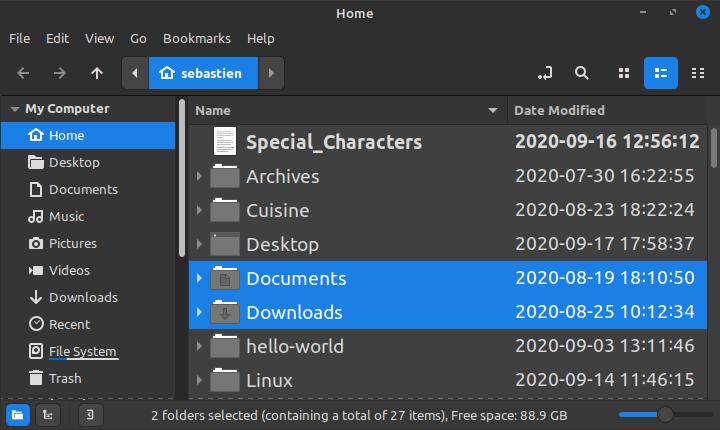 Home
File Edit View Go Bookmarks Help
sebastien
My Computer
Home
Desktop
Documents
Music
Pictures
Videos
Downloads
Recent
File System
Trash
Name Date Modified
Special_Characters 2020-09-16 12:56:12
Archives 2020-07-30 16:22:55
Cuisine 2020-08-23 18:22:24
Desktop 2020-09-17 17:58:37
Documents 2020-08-19 18:10:50
Downloads 2020-08-25 10:12:34
hello-world 2020-09-03 13:11:46
Linux 2020-09-14 11:46:15
2 folders selected (containing a total of 27 items), Free space: 88.9 GB